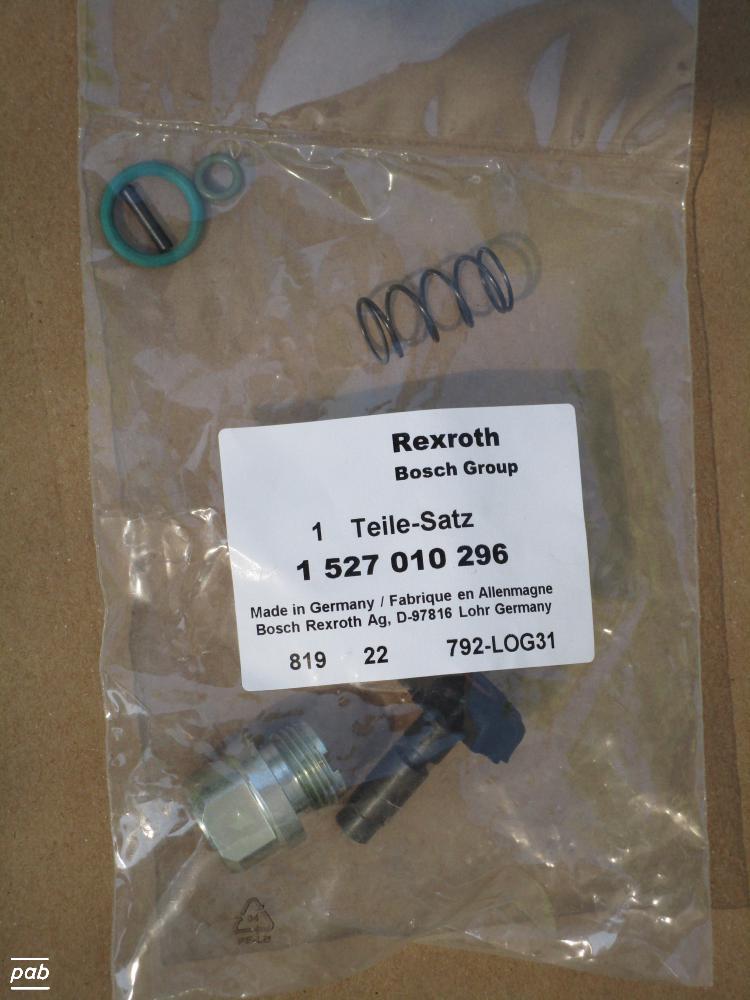 Rexroth
Bosch Group
1 Teile-Satz
1 527 010 296
Made in Germany / Fabrique en Allenmagne
Bosch Rexroth Ag, D-97816 Lohr Germany
819 22 792-LOG31
04
pab